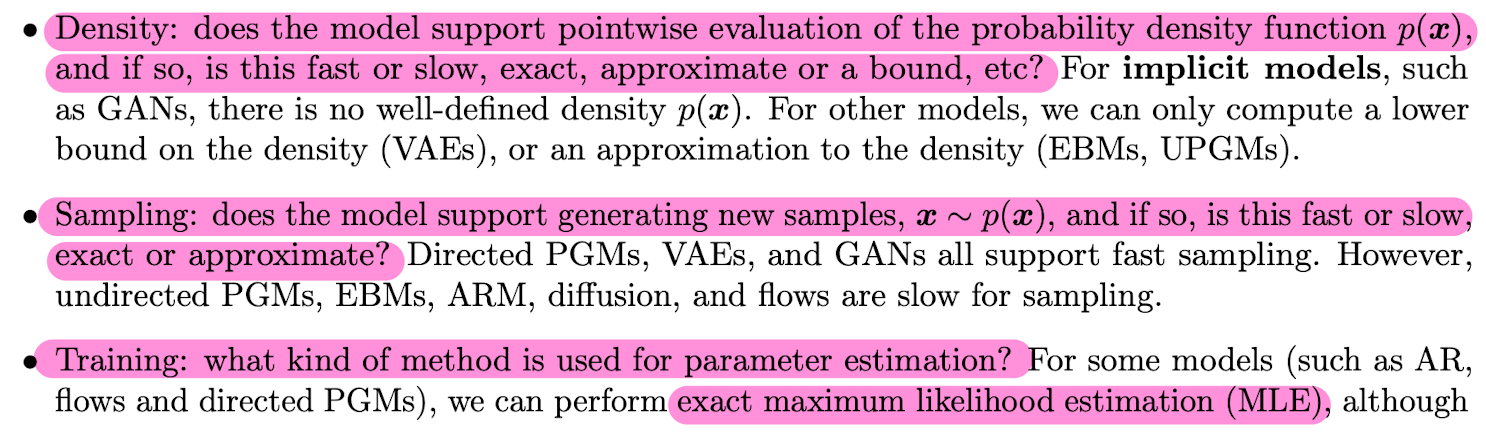 • Density: does the model support pointwise evaluation of the probability density function p(x),
and if so, is this fast or slow, exact, approximate or a bound, etc? For implicit models, such
as GANs, there is no well-defined density p(x). For other models, we can only compute a lower
bound on the density (VAEs), or an approximation to the density (EBMs, UPGMs).
• Sampling: does the model support generating new samples, x ∼ p(x), and if so, is this fast or slow,
exact or approximate? Directed PGMs, VAEs, and GANs all support fast sampling. However,
undirected PGMs, EBMs, ARM, diffusion, and flows are slow for sampling.
• Training: what kind of method is used for parameter estimation? For some models (such as AR,
flows and directed PGMs), we can perform exact maximum likelihood estimation (MLE), although